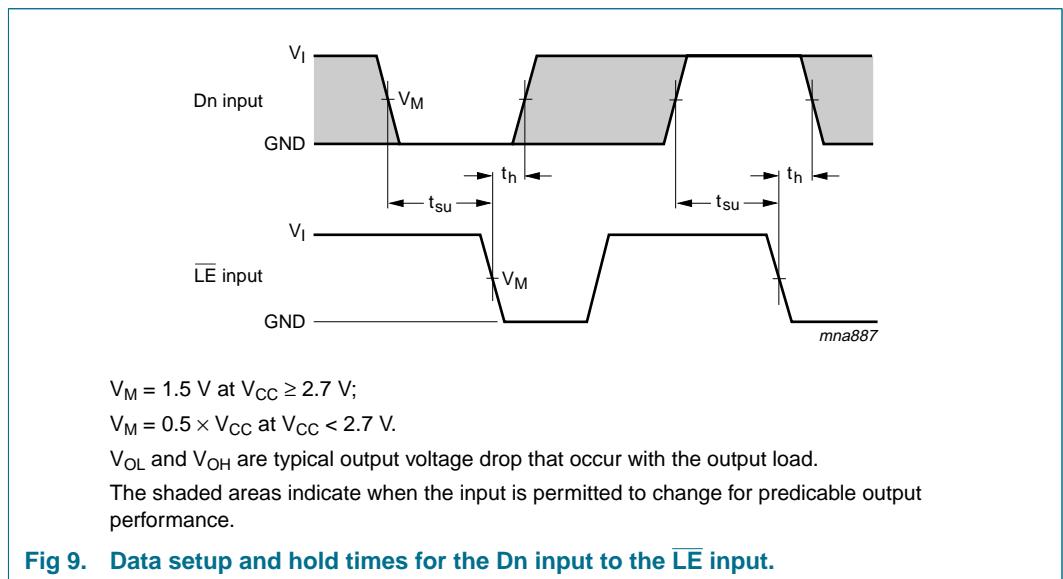 VI
Dn input
VM
GND
th
th
tsu
tsu
VI
LE input
VM
GND
mna887
VM = 1.5 V at VCC ≥ 2.7 V;
VM = 0.5 × VCC at VCC < 2.7 V.
VOL and VOH are typical output voltage drop that occur with the output load.
The shaded areas indicate when the input is permitted to change for predicable output
performance.
Fig 9. Data setup and hold times for the Dn input to the LE input.